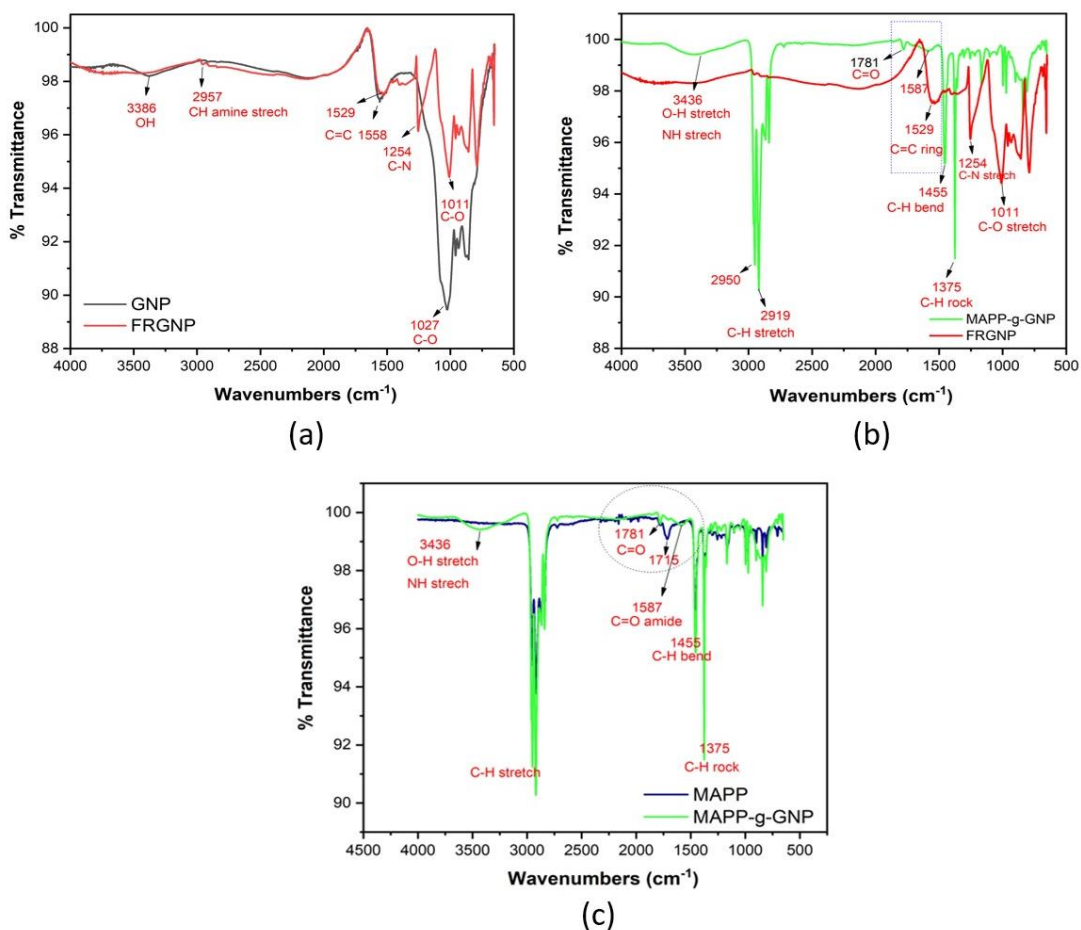 100
98
96
94
92
90
88
% Transmittance
3386
OH
2957
CH amine strech
1529
C=C 1558
1254
C-N
1011
C-O
1027
C-O
GNP
FRGNP
4000 3500 3000 2500 2000 1500 1000 500
Wavenumbers (cm-1)
(a)
100
98
96
94
92
90
88
% Transmittance
3436
O-H stretch
NH strech
1781
C=O
1587
1529
C=C ring
1254
C-N strech
1455
C-H bend
1011
C-O stretch
2950
2919
C-H stretch
1375
C-H rock
MAPP-g-GNP
FRGNP
4000 3500 3000 2500 2000 1500 1000 500
Wavenumbers (cm-1)
(b)
100
98
96
94
92
90
% Transmittance
3436
O-H stretch
NH strech
1781
C=O
1715
1587
C=O amide
1455
C-H bend
C-H stretch
1375
C-H rock
MAPP
MAPP-g-GNP
4500 4000 3500 3000 2500 2000 1500 1000 500
Wavenumbers (cm-1)
(c)